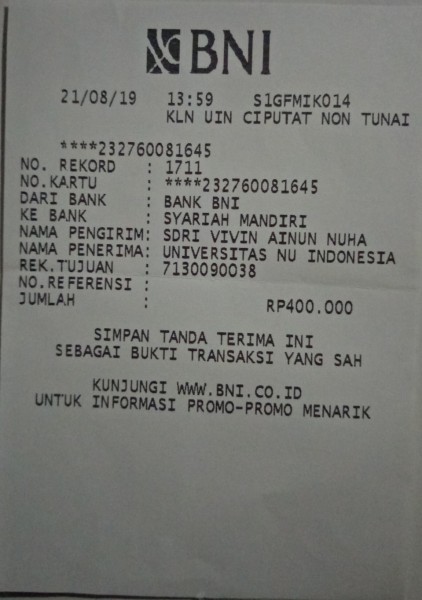 BNI
21/08/19 13:59 S1GFMIK014
KLN UIN CIPUTAT NON TUNAI
****232760081645
NO. REKORD : 1711
NO.KARTU : ****232760081645
DARI BANK : BANK BNI
KE BANK : SYARIAH MANDIRI
NAMA PENGIRIM: SDRI VIVIN AINUN NUHA
NAMA PENERIMA: UNIVERSITAS NU INDONESIA
REK.TUJUAN : 7130090038
NO.REFERENSI :
JUMLAH : RP400.000
SIMPAN TANDA TERIMA INI
SEBAGAI BUKTI TRANSAKSI YANG SAH
KUNJUNGI WWW.BNI.CO.ID
UNTUK INFORMASI PROMO-PROMO MENARIK